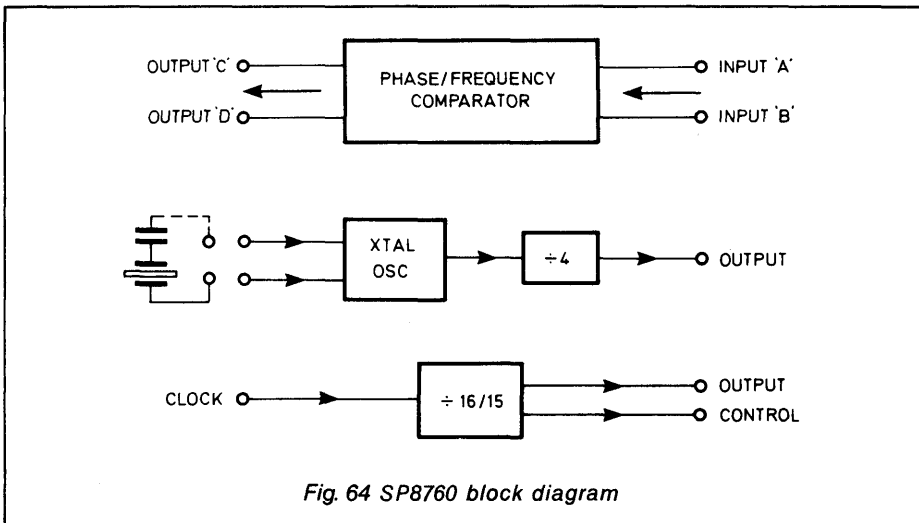 OUTPUT 'C'
PHASE/FREQUENCY
COMPARATOR
INPUT 'A'
OUTPUT 'D'
INPUT 'B'
XTAL
OSC
÷4
OUTPUT
CLOCK
÷ 16/15
OUTPUT
CONTROL
Fig. 64 SP8760 block diagram